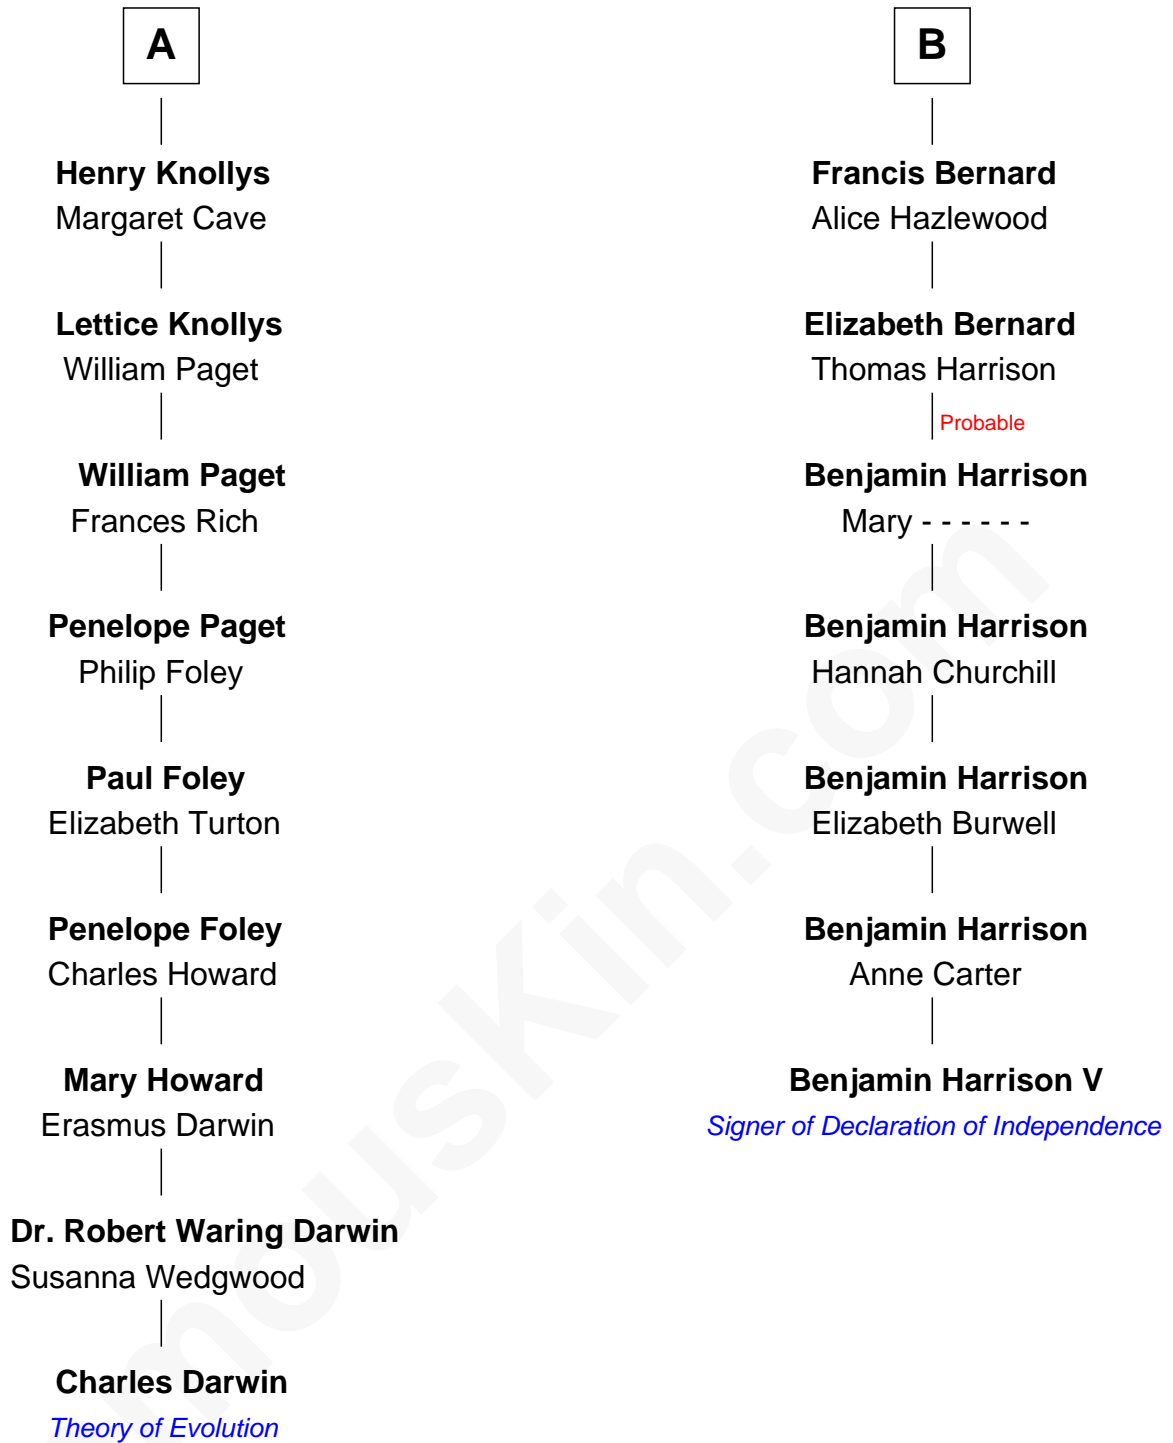 A
Henry Knollys
Margaret Cave
Lettice Knollys
William Paget
William Paget
Frances Rich
Penelope Paget
Philip Foley
Paul Foley
Elizabeth Turton
Penelope Foley
Charles Howard
Mary Howard
Erasmus Darwin
Dr. Robert Waring Darwin
Susanna Wedgwood
Charles Darwin
Theory of Evolution
B
Francis Bernard
Alice Hazlewood
Elizabeth Bernard
Thomas Harrison
Probable
Benjamin Harrison
Mary - - - - - -
Benjamin Harrison
Hannah Churchill
Benjamin Harrison
Elizabeth Burwell
Benjamin Harrison
Anne Carter
Benjamin Harrison V
Signer of Declaration of Independence
mousKin.com